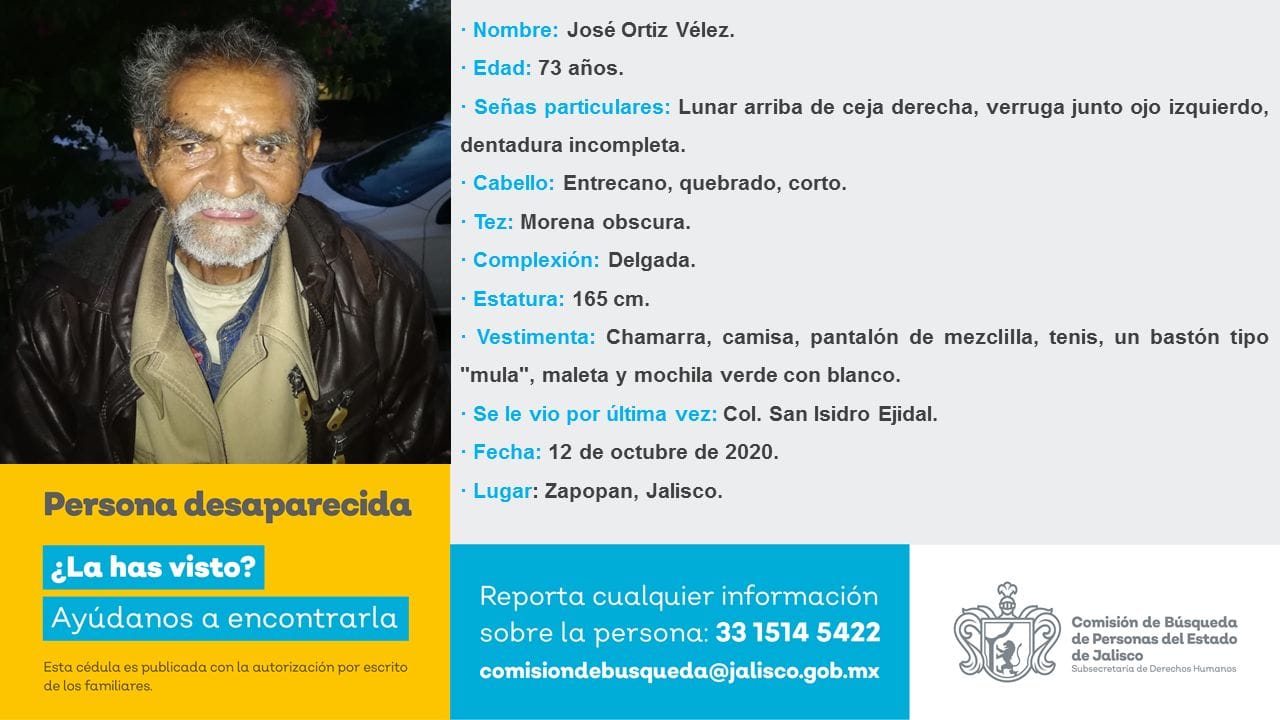 · Nombre: José Ortiz Vélez.
· Edad: 73 años.
· Señas particulares: Lunar arriba de ceja derecha, verruga junto ojo izquierdo,
dentadura incompleta.
· Cabello: Entrecano, quebrado, corto.
· Tez: Morena obscura.
· Complexión: Delgada.
· Estatura: 165 cm.
· Vestimenta: Chamarra, camisa, pantalón de mezclilla, tenis, un bastón tipo
"mula", maleta y mochila verde con blanco.
· Se le vio por última vez: Col. San Isidro Ejidal.
· Fecha: 12 de octubre de 2020.
· Lugar: Zapopan, Jalisco.
Persona desaparecida
¿La has visto?
Ayúdanos a encontrarla
Esta cédula es publicada con la autorización por escrito
de los familiares.
Reporta cualquier información
sobre la persona: 33 1514 5422
comisiondebusqueda@jalisco.gob.mx
Comisión de Búsqueda
de Personas del Estado
de Jalisco
Subsecretaría de Derechos Humanos